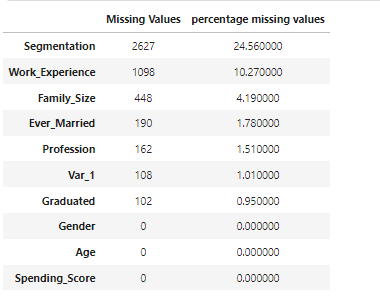 Missing Values percentage missing values
Segmentation 2627 24.560000
Work_Experience 1098 10.270000
Family_Size 448 4.190000
Ever_Married 190 1.780000
Profession 162 1.510000
Var_1 108 1.010000
Graduated 102 0.950000
Gender 0 0.000000
Age 0 0.000000
Spending_Score 0 0.000000